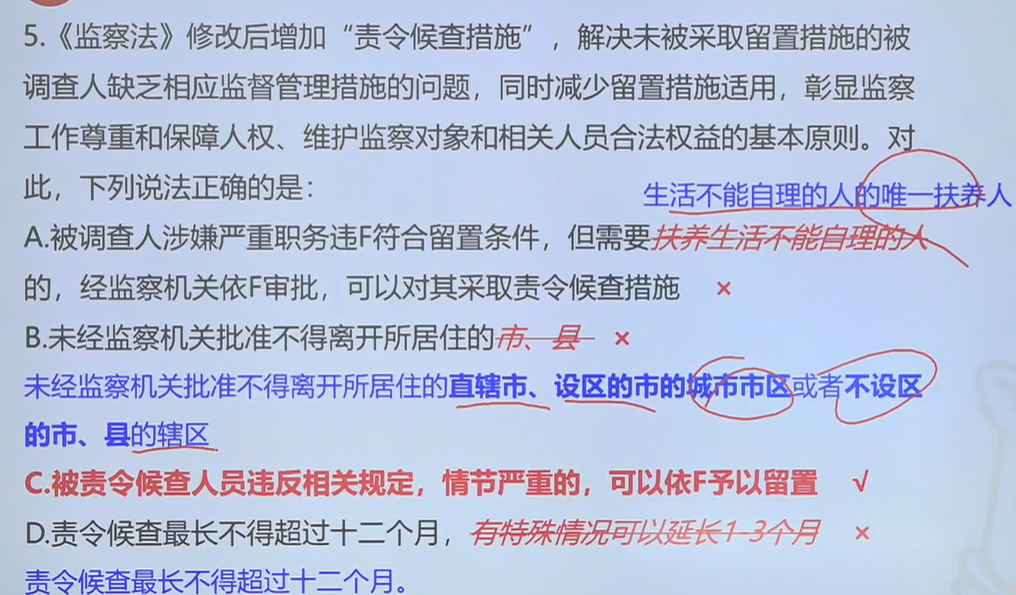 5.《监察法》修改后增加“责令候查措施”，解决未被采取留置措施的被
调查人缺乏相应监督管理措施的问题，同时减少留置措施适用，彰显监察
工作尊重和保障人权、维护监察对象和相关人员合法权益的基本原则。对
此，下列说法正确的是：
生活不能自理的人的唯一扶养人
A.被调查人涉嫌严重职务违F符合留置条件，但需要扶养生活不能自理的人
的，经监察机关依F审批，可以对其采取责令候查措施 ×
B.未经监察机关批准不得离开所居住的市、县 ×
未经监察机关批准不得离开所居住的直辖市、设区的市的城市市区或者不设区
的市、县的辖区
C.被责令候查人员违反相关规定，情节严重的，可以依F予以留置 √
D.责令候查最长不得超过十二个月，有特殊情况可以延长1-3个月 ×
责令候查最长不得超过十二个月。